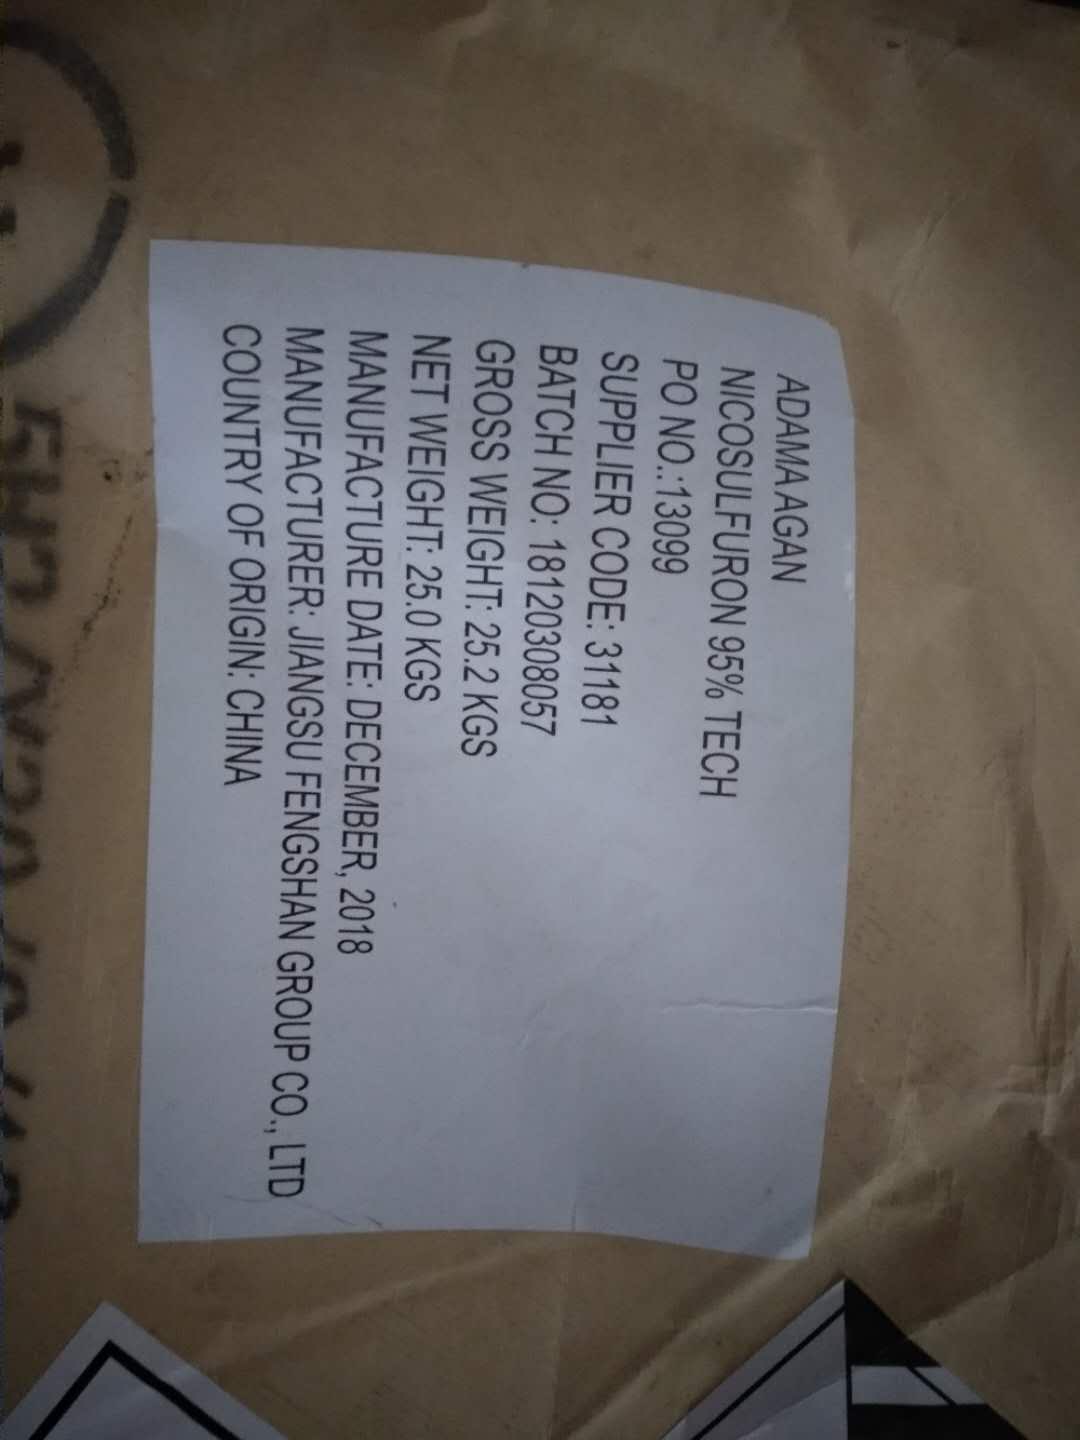 ADAMA AGAN
NICOSULFURON 95% TECH
PO NO.:13099
SUPPLIER CODE: 31181
BATCH NO: 18120308057
GROSS WEIGHT: 25.2 KGS
NET WEIGHT: 25.0 KGS
MANUFACTURE DATE: DECEMBER, 2018
MANUFACTURER: JIANGSU FENGSHAN GROUP CO., LTD
COUNTRY OF ORIGIN: CHINA